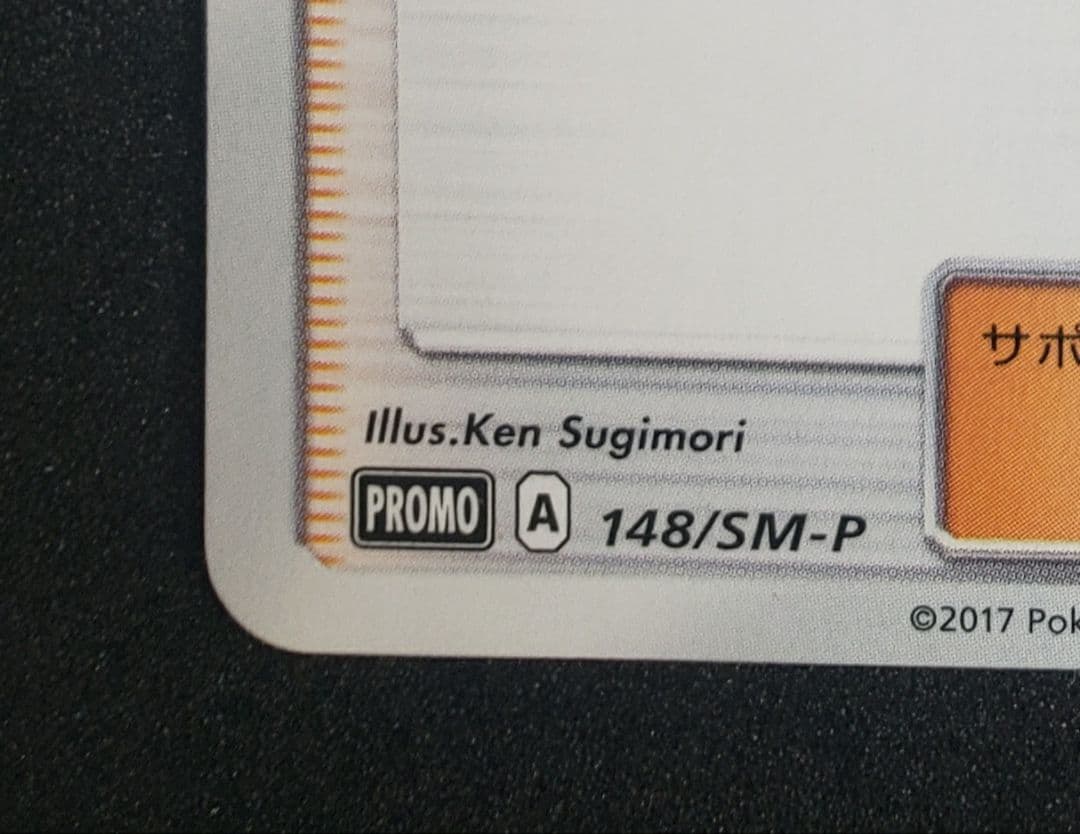 サポ
Illus.Ken Sugimori
PROMO A 148/SM-P
©2017 Pok